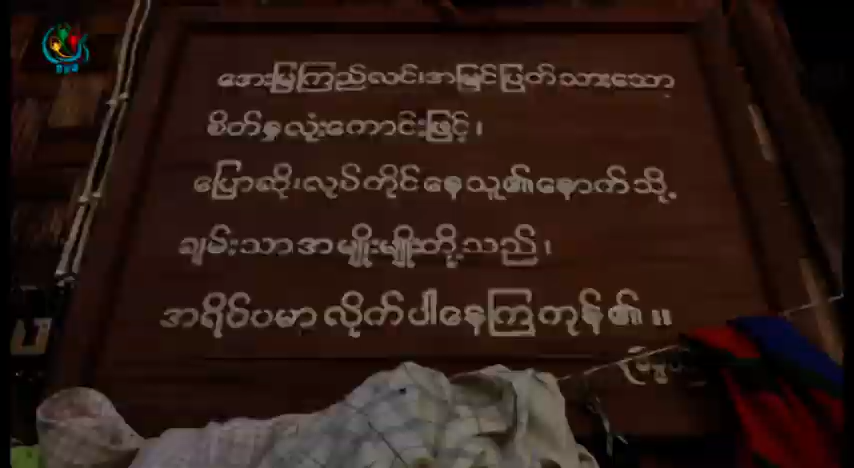 အေးမြကြည်လင်၊အမြင်ပြတ်သားသော
စိတ်နှလုံးကောင်းဖြင့်၊
ပြောဆိုးလုပ်ကိုင်နေသူ၏နောက်သို့
ချမ်းသာအမျိုးမျိုးတို့သည်၊
အရိပ်ပမာ့လိုက်ပါနေကြကုန်၏။